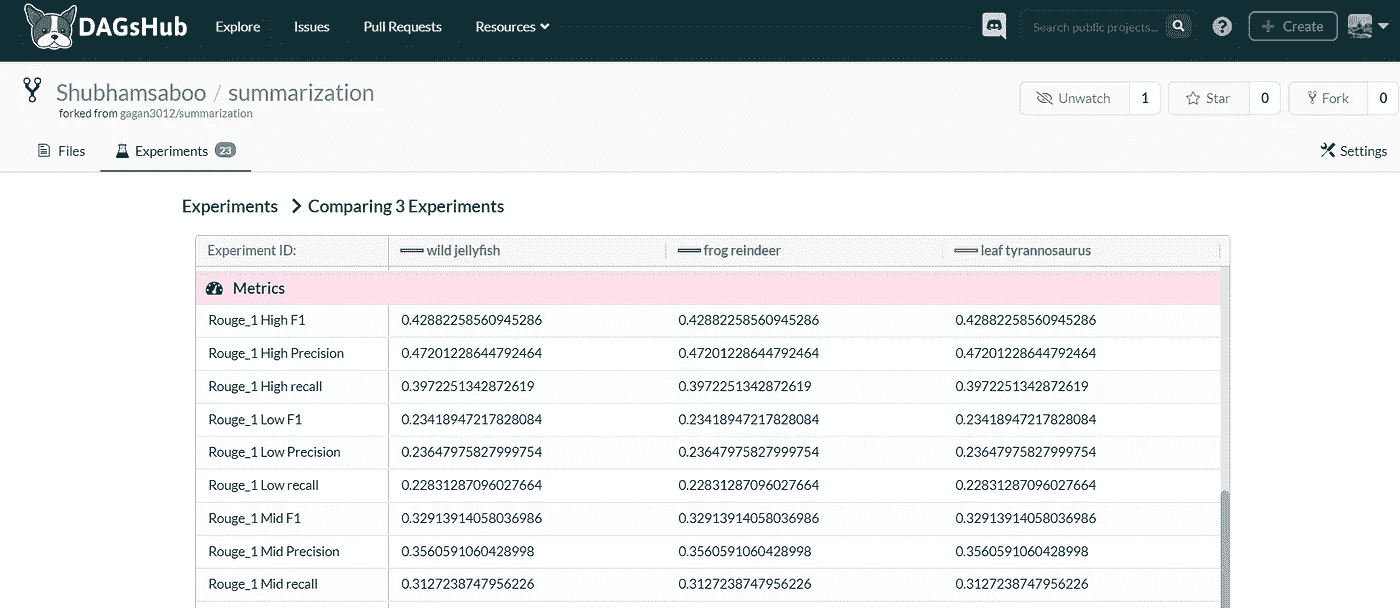 DAGsHub Explore Issues Pull Requests Resources Search public projects... ? + Create
Shubhamsaboo / summarization Unwatch 1 Star 0 Fork 0
forked from gagan3012/summarization
Files Experiments 23 Settings
Experiments > Comparing 3 Experiments
Experiment ID: wild jellyfish frog reindeer leaf tyrannosaurus
Metrics
Rouge_1 High F1 0.42882258560945286 0.42882258560945286 0.42882258560945286
Rouge_1 High Precision 0.47201228644792464 0.47201228644792464 0.47201228644792464
Rouge_1 High recall 0.3972251342872619 0.3972251342872619 0.3972251342872619
Rouge_1 Low F1 0.23418947217828084 0.23418947217828084 0.23418947217828084
Rouge_1 Low Precision 0.23647975827999754 0.23647975827999754 0.23647975827999754
Rouge_1 Low recall 0.22831287096027664 0.22831287096027664 0.22831287096027664
Rouge_1 Mid F1 0.32913914058036986 0.32913914058036986 0.32913914058036986
Rouge_1 Mid Precision 0.3560591060428998 0.3560591060428998 0.3560591060428998
Rouge_1 Mid recall 0.3127238747956226 0.3127238747956226 0.3127238747956226